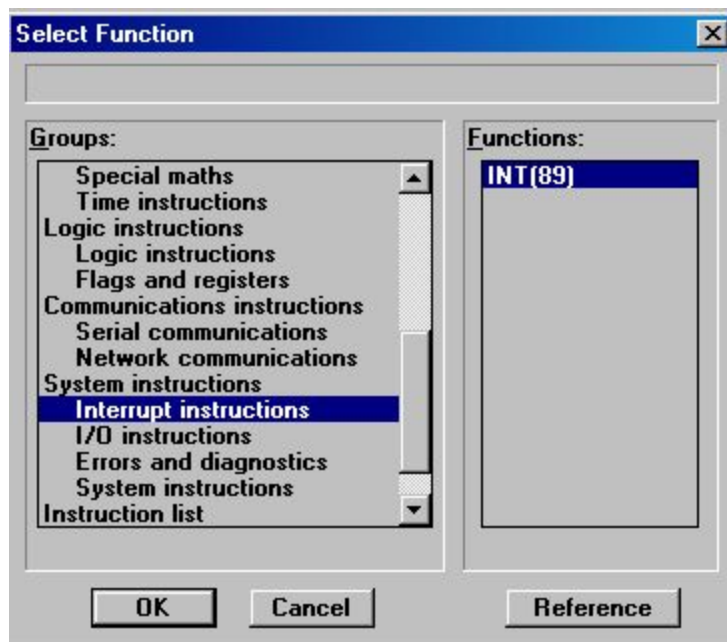 Select Function
Groups:
Special maths
Time instructions
Logic instructions
Logic instructions
Flags and registers
Communications instructions
Serial communications
Network communications
System instructions
Interrupt instructions
I/O instructions
Errors and diagnostics
System instructions
Instruction list
Functions:
INT(89)
OK
Cancel
Reference